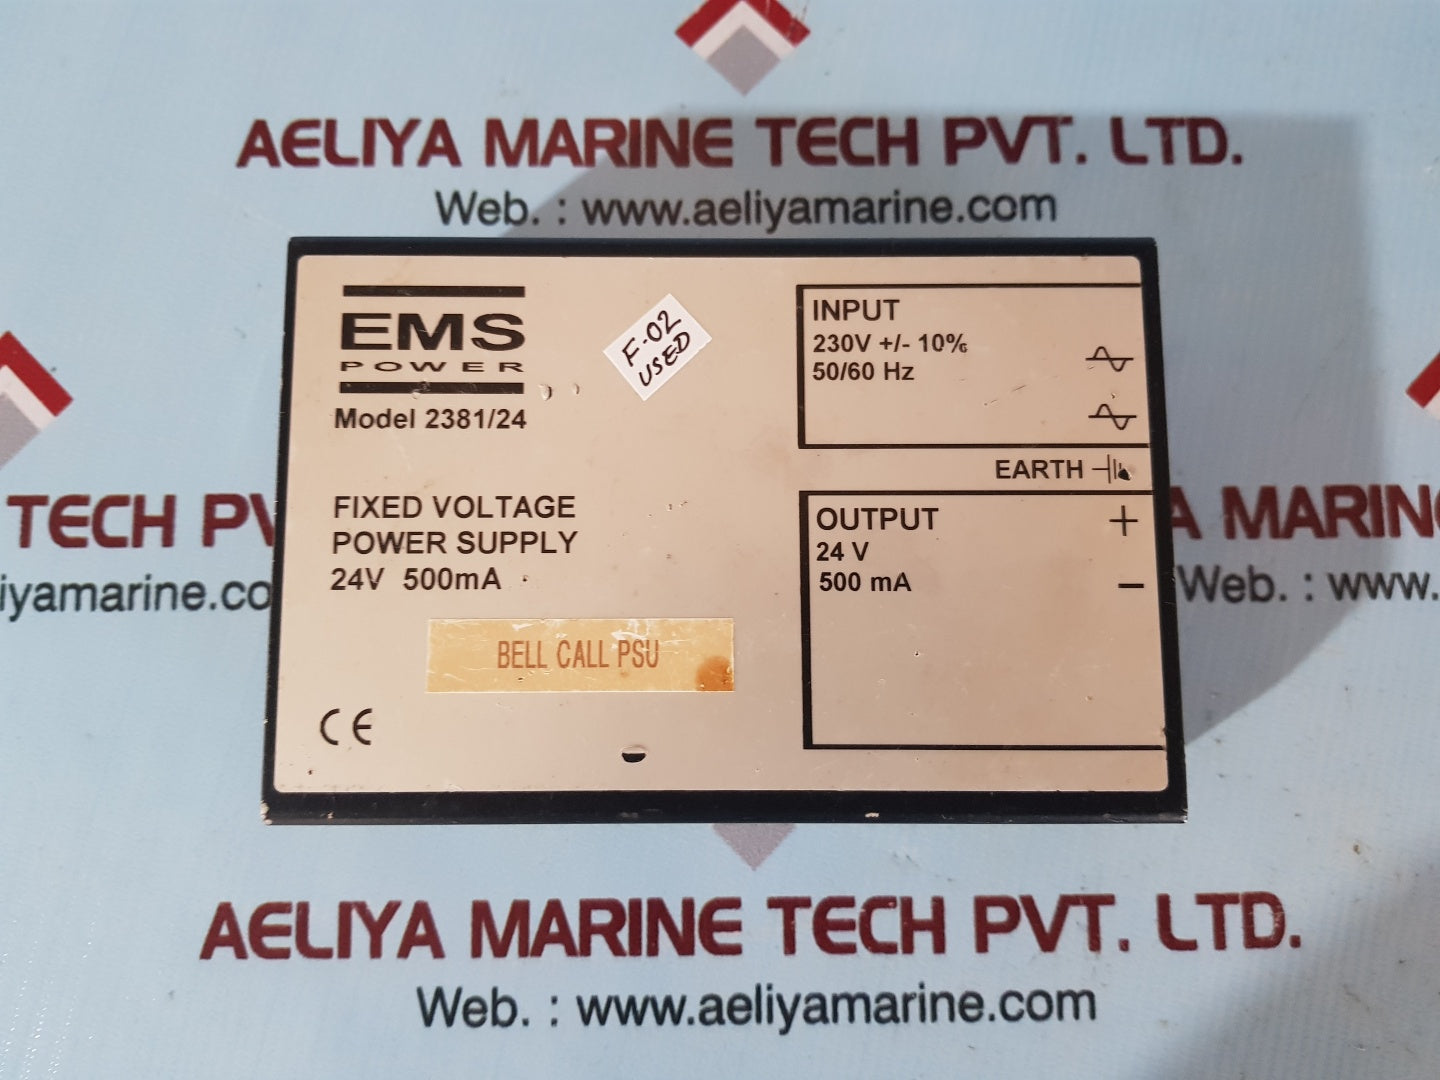 AELIYA MARINE TECH PVT. LTD.
Web. : www.aeliyamarine.com
EMS
POWER
Model 2381/24
F-02
USED
INPUT
230V +/- 10%
50/60 Hz
EARTH
FIXED VOLTAGE
POWER SUPPLY
24V 500mA
OUTPUT +
24 V
500 mA −
BELL CALL PSU
CE
TECH PV
iyamarine.co
A MARIN
Web. : www.
AELIYA MARINE TECH PVT. LTD.
Web. : www.aeliyamarine.com